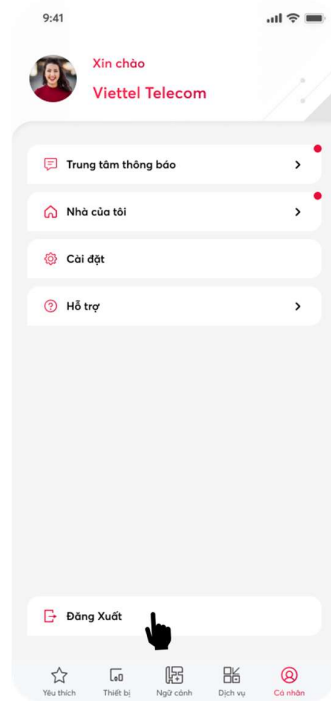 9:41
Xin chào
Viettel Telecom
Trung tâm thông báo
Nhà của tôi
Cài đặt
Hỗ trợ
Đăng Xuất
Yêu thích Thiết bị Ngữ cảnh Dịch vụ Cá nhân